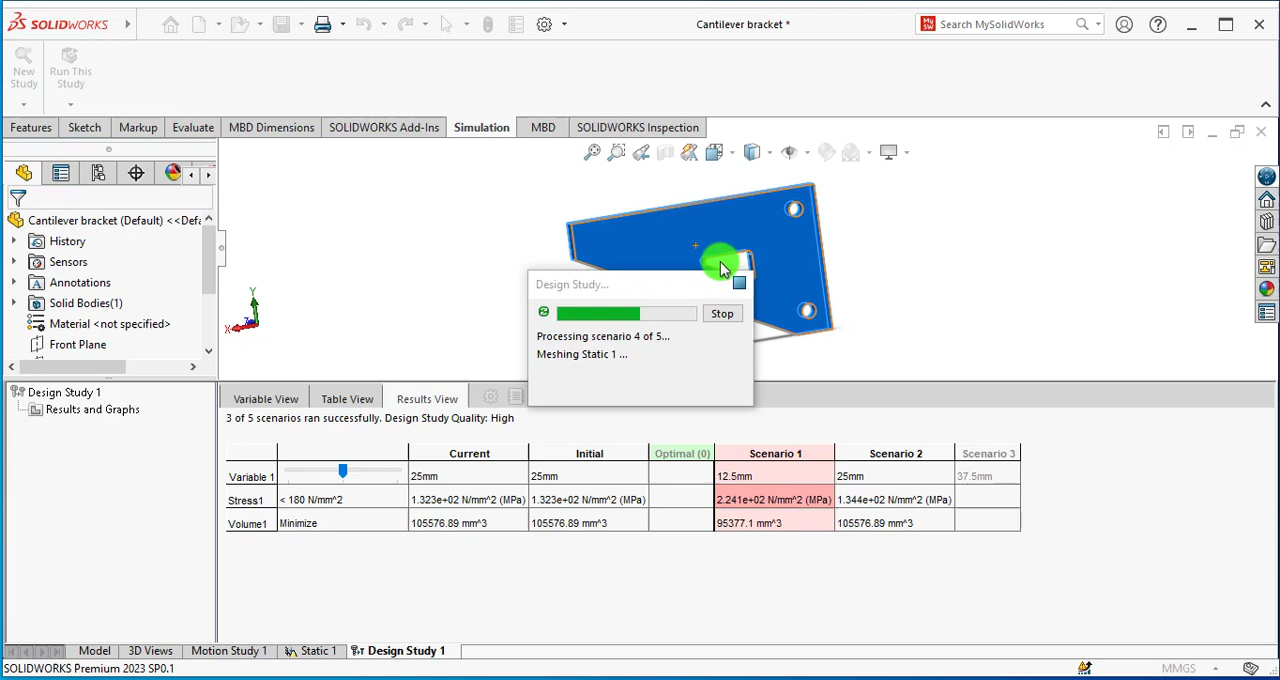 SOLIDWORKS
Cantilever bracket *
Search MySolidWorks
New Study
Run This Study
Features
Sketch
Markup
Evaluate
MBD Dimensions
SOLIDWORKS Add-Ins
Simulation
MBD
SOLIDWORKS Inspection
Cantilever bracket (Default) <<Defa
History
Sensors
Annotations
Solid Bodies(1)
Material <not specified>
Front Plane
Y
X
Z
Design Study...
Stop
Processing scenario 4 of 5...
Meshing Static 1 ...
Design Study 1
Results and Graphs
Variable View
Table View
Results View
3 of 5 scenarios ran successfully. Design Study Quality: High
Current Initial Optimal (0) Scenario 1 Scenario 2 Scenario 3
Variable 1 25mm 25mm 12.5mm 25mm 37.5mm
Stress1 < 180 N/mm^2 1.323e+02 N/mm^2 (MPa) 1.323e+02 N/mm^2 (MPa) 2.241e+02 N/mm^2 (MPa) 1.344e+02 N/mm^2 (MPa)
Volume1 Minimize 105576.89 mm^3 105576.89 mm^3 95377.1 mm^3 105576.89 mm^3
Model
3D Views
Motion Study 1
Static 1
Design Study 1
SOLIDWORKS Premium 2023 SP0.1
MMGS